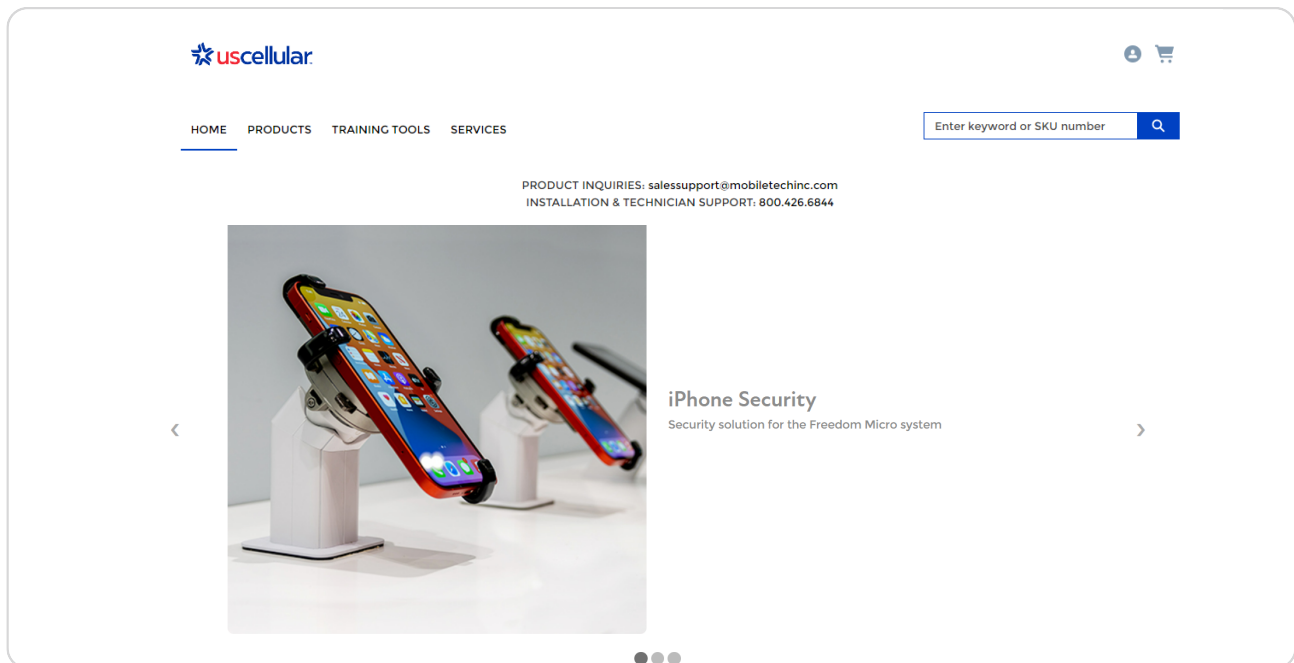 uscellular
HOME PRODUCTS TRAINING TOOLS SERVICES
Enter keyword or SKU number
PRODUCT INQUIRIES: salessupport@mobiletechinc.com
INSTALLATION & TECHNICIAN SUPPORT: 800.426.6844
iPhone Security
Security solution for the Freedom Micro system